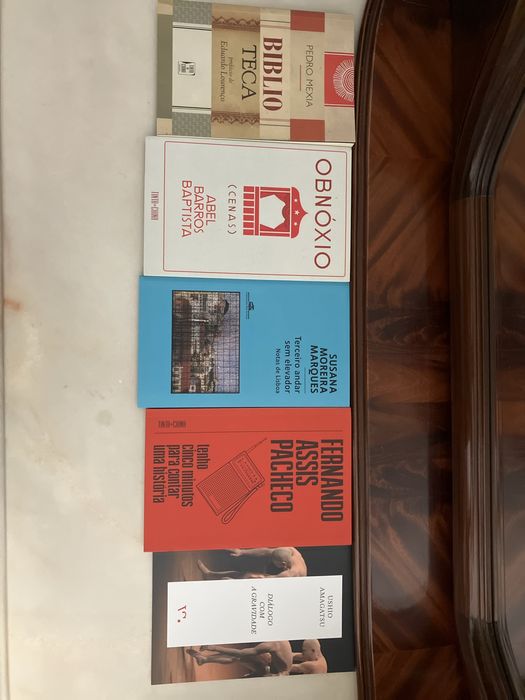 PEDRO MEXIA
BIBLIO
TECA
prefácio de
Eduardo Lourenço
OBNÓXIO
(CENAS)
ABEL
BARROS
BAPTISTA
TINTA DA CHINA
SUSANA
MOREIRA
MARQUES
Terceiro andar
sem elevador
Notas de Lisboa
FERNANDO
ASSIS
PACHECO
tenho
cinco minutos
para contar
uma história
TINTA DA CHINA
USHIO
AMAGATSU
DIÁLOGO
COM
A GRAVIDADE